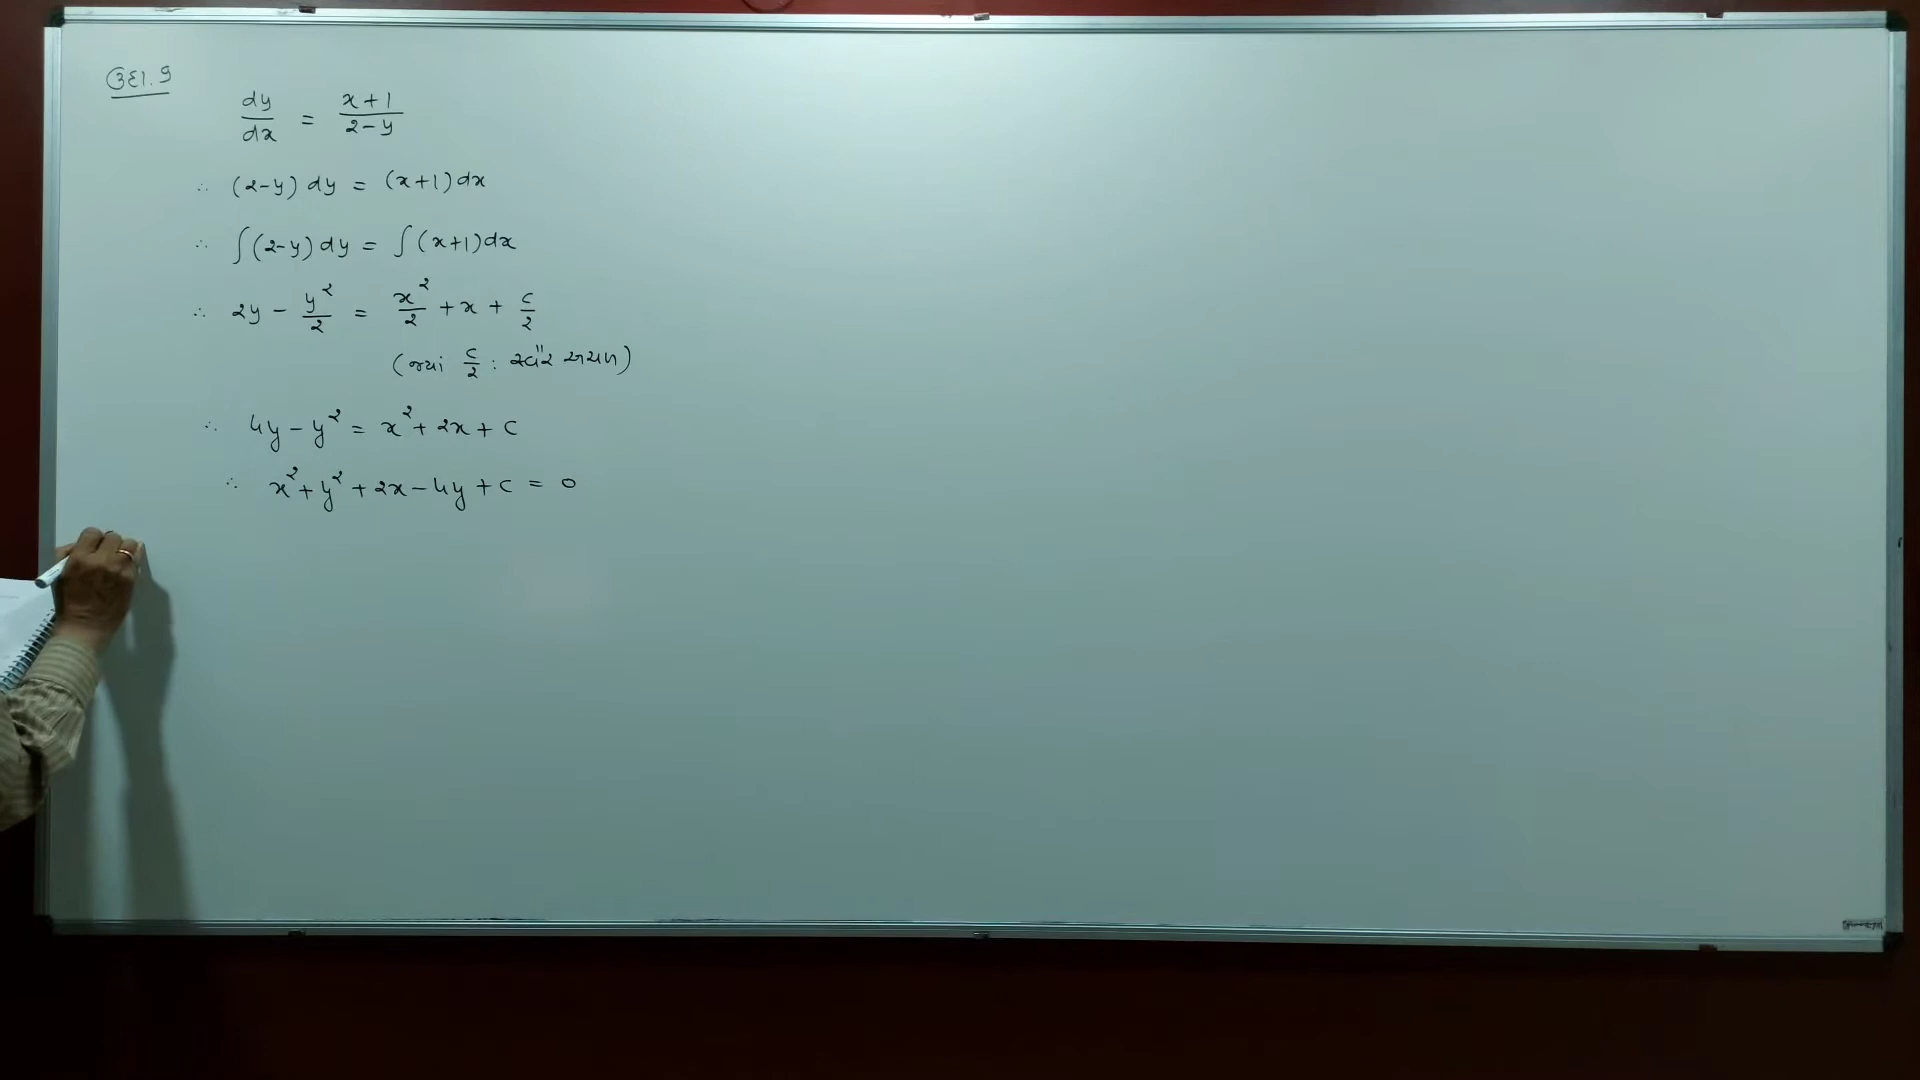 ઉદા. 9
dy/dx = x+1/2-y
∴ (2-y) dy = (x+1) dx
∴ ∫(2-y) dy = ∫(x+1) dx
∴ 2y - y²/2 = x²/2 + x + c/2
(જ્યાં c/2 : સ્વૈર અચળ)
∴ 4y - y² = x² + 2x + c
∴ x² + y² + 2x - 4y + c = 0